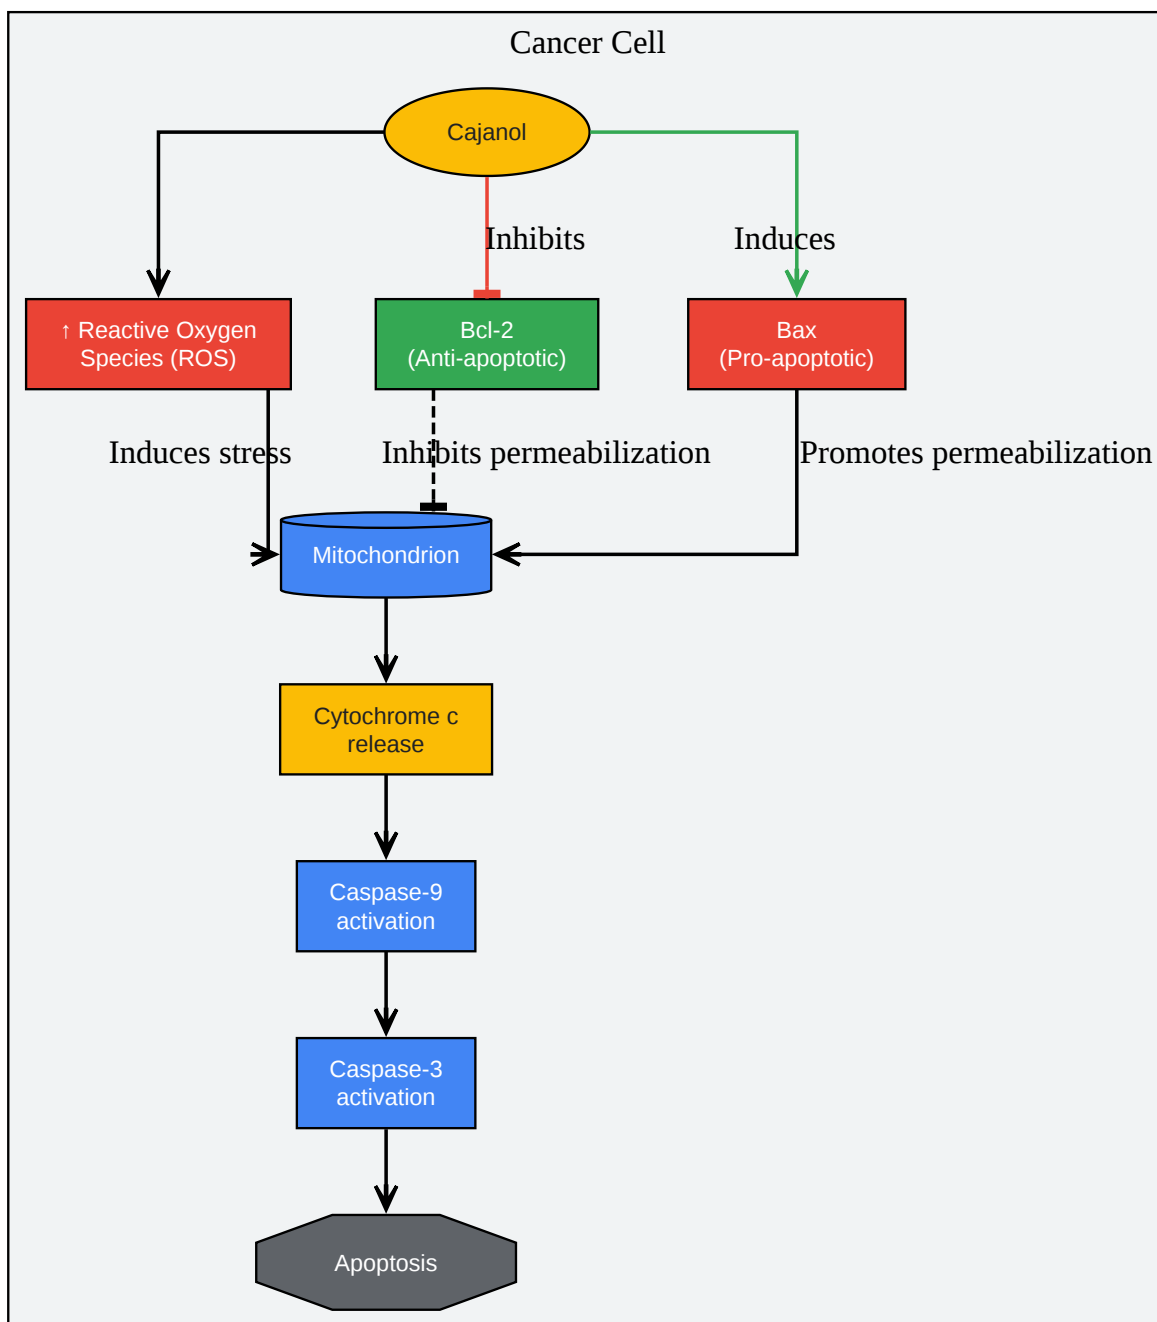 Cancer Cell
Cajanol
Inhibits
Induces
↑ Reactive Oxygen
Species (ROS)
Bcl-2
(Anti-apoptotic)
Bax
(Pro-apoptotic)
Induces stress
Inhibits permeabilization
Promotes permeabilization
Mitochondrion
Cytochrome c
release
Caspase-9
activation
Caspase-3
activation
Apoptosis